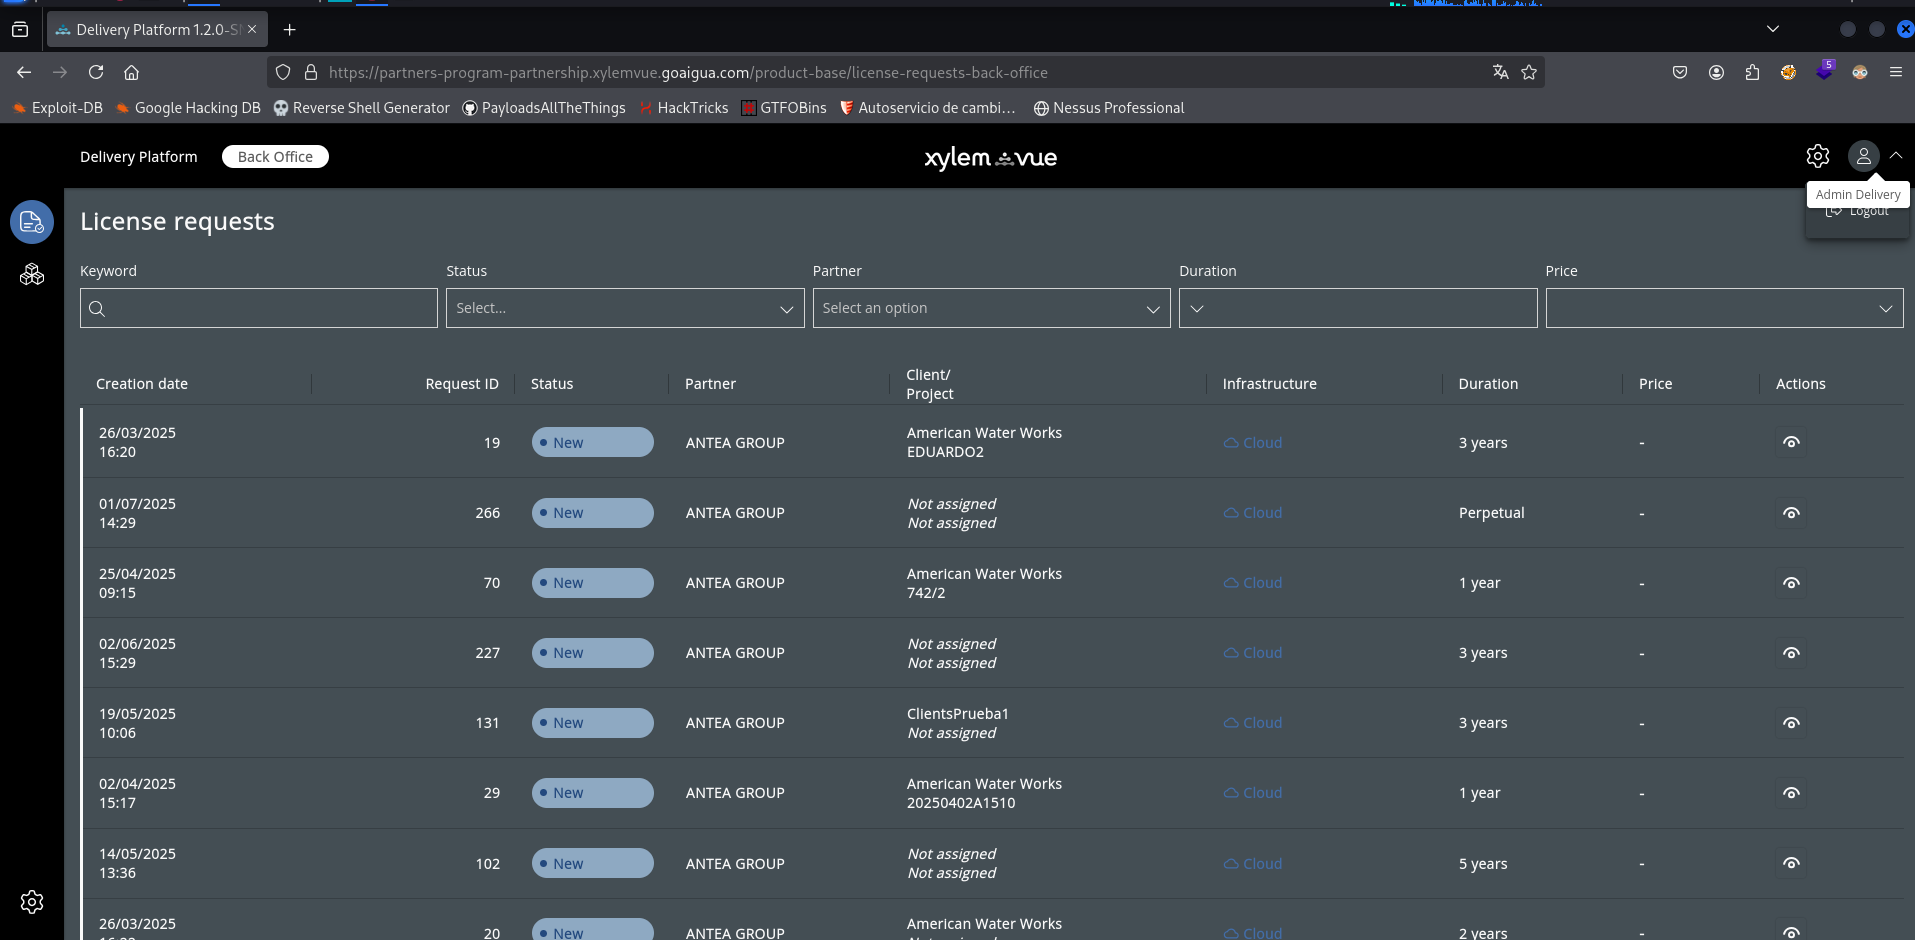 Delivery Platform 1.2.0-S
https://partners-program-partnership.xylemvue.goaigua.com/product-base/license-requests-back-office
5
Exploit-DB Google Hacking DB Reverse Shell Generator PayloadsAllTheThings HackTricks GTFOBins Autoservicio de cambi... Nessus Professional
Delivery Platform Back Office xylem vue
Admin Delivery
Logout
License requests
Keyword Status Partner Duration Price
Select... Select an option
Creation date Request ID Status Partner Client/ Project Infrastructure Duration Price Actions
26/03/2025 16:20 19 New ANTEA GROUP American Water Works EDUARDO2 Cloud 3 years -
01/07/2025 14:29 266 New ANTEA GROUP Not assigned Not assigned Cloud Perpetual -
25/04/2025 09:15 70 New ANTEA GROUP American Water Works 742/2 Cloud 1 year -
02/06/2025 15:29 227 New ANTEA GROUP Not assigned Not assigned Cloud 3 years -
19/05/2025 10:06 131 New ANTEA GROUP ClientsPrueba1 Not assigned Cloud 3 years -
02/04/2025 15:17 29 New ANTEA GROUP American Water Works 20250402A1510 Cloud 1 year -
14/05/2025 13:36 102 New ANTEA GROUP Not assigned Not assigned Cloud 5 years -
26/03/2025 20 New ANTEA GROUP American Water Works Cloud 2 years -